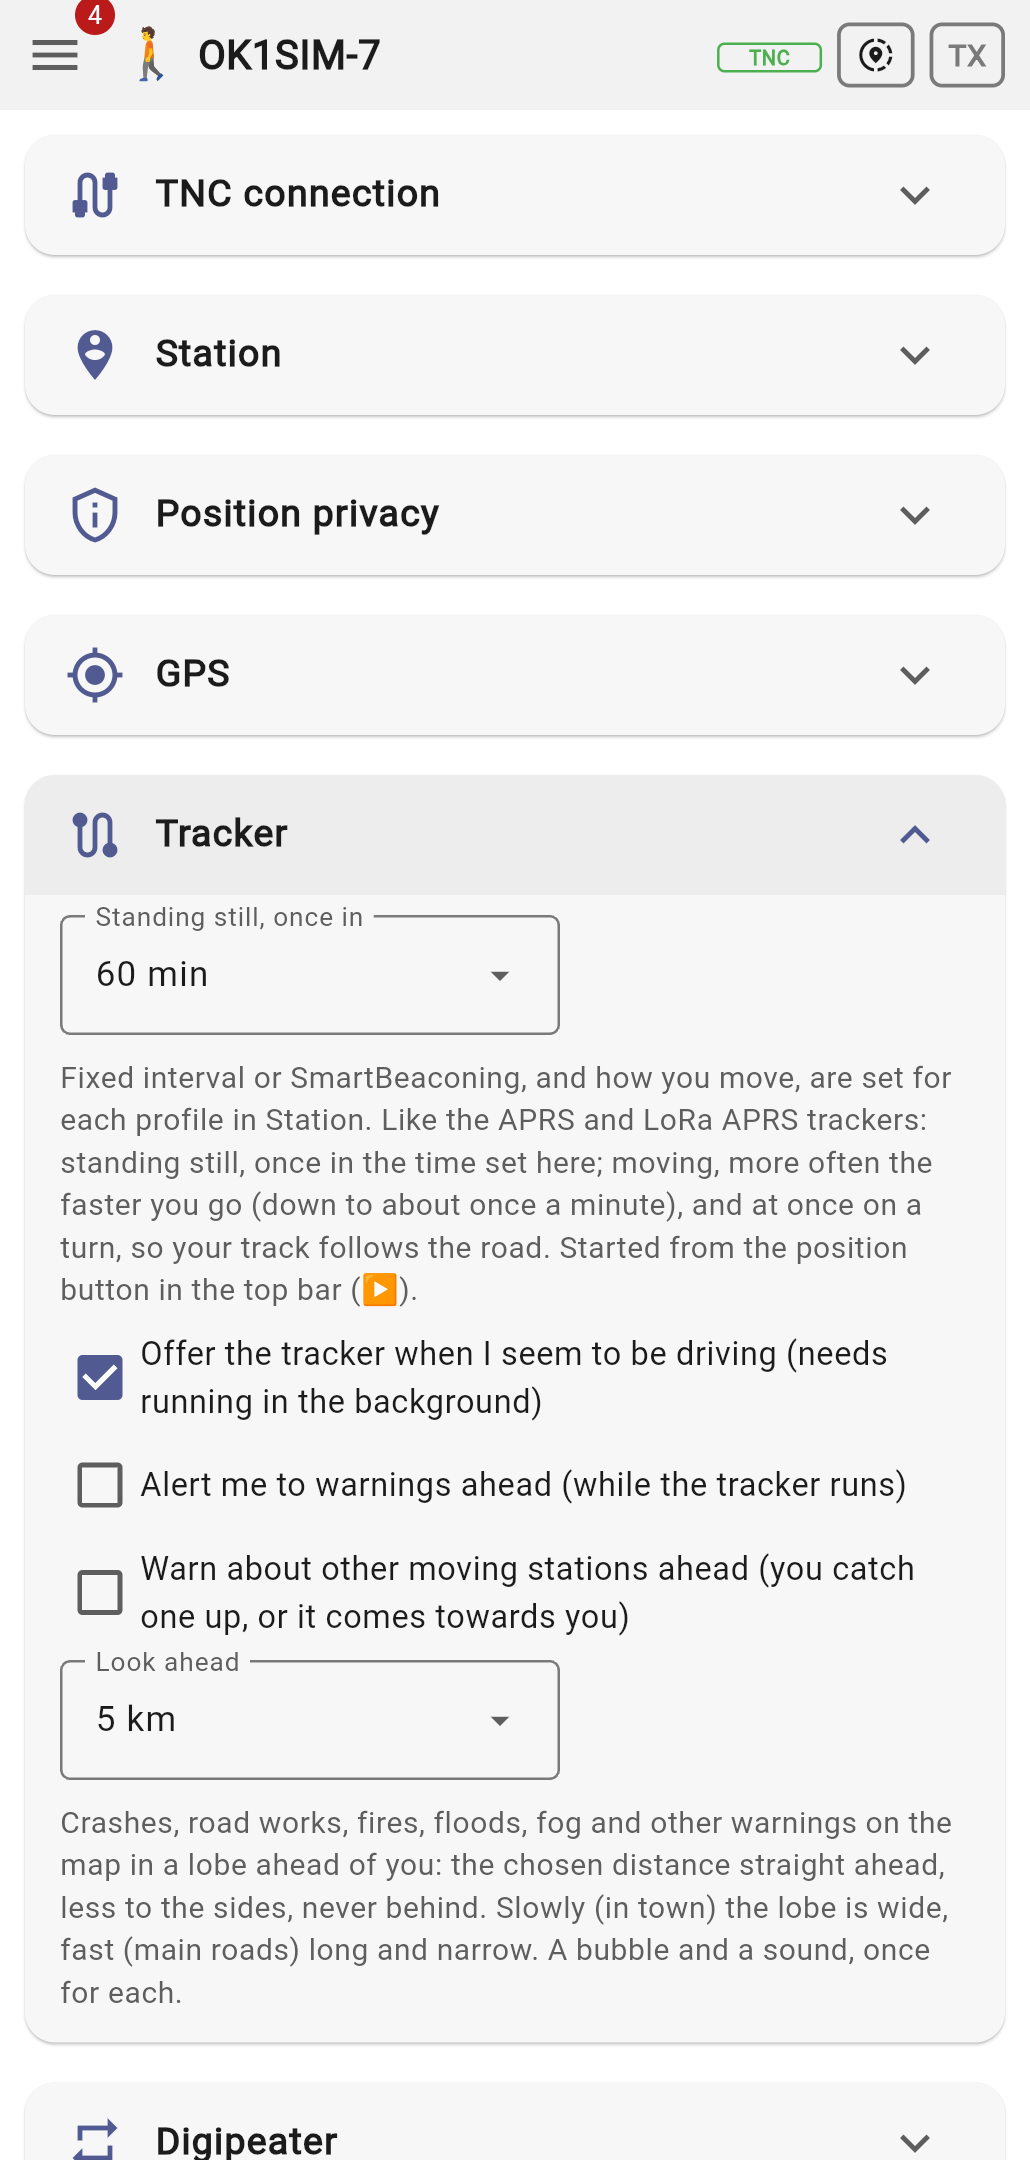 4
OK1SIM-7
TNC
TX
TNC connection
Station
Position privacy
GPS
Tracker
Standing still, once in
60 min
Fixed interval or SmartBeaconing, and how you move, are set for
each profile in Station. Like the APRS and LoRa APRS trackers:
standing still, once in the time set here; moving, more often the
faster you go (down to about once a minute), and at once on a
turn, so your track follows the road. Started from the position
button in the top bar (▶️).
Offer the tracker when I seem to be driving (needs
running in the background)
Alert me to warnings ahead (while the tracker runs)
Warn about other moving stations ahead (you catch
one up, or it comes towards you)
Look ahead
5 km
Crashes, road works, fires, floods, fog and other warnings on the
map in a lobe ahead of you: the chosen distance straight ahead,
less to the sides, never behind. Slowly (in town) the lobe is wide,
fast (main roads) long and narrow. A bubble and a sound, once
for each.
Digipeater